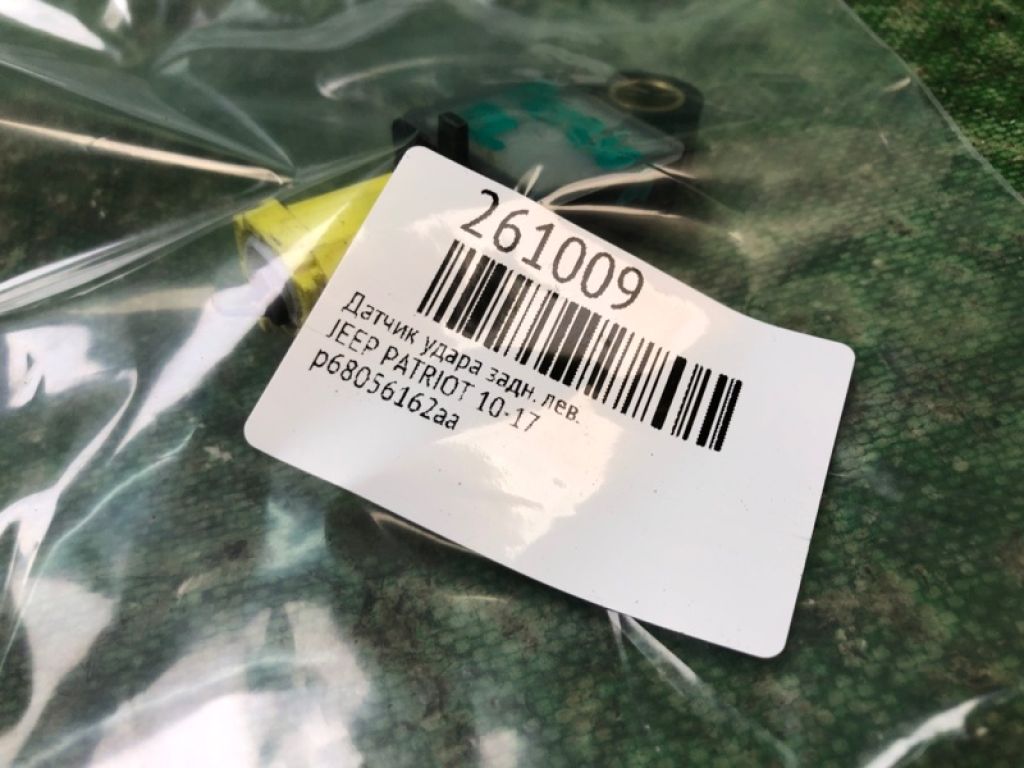 261009
Датчик удара задн. лев.
JEEP PATRIOT 10-17
p68056162aa